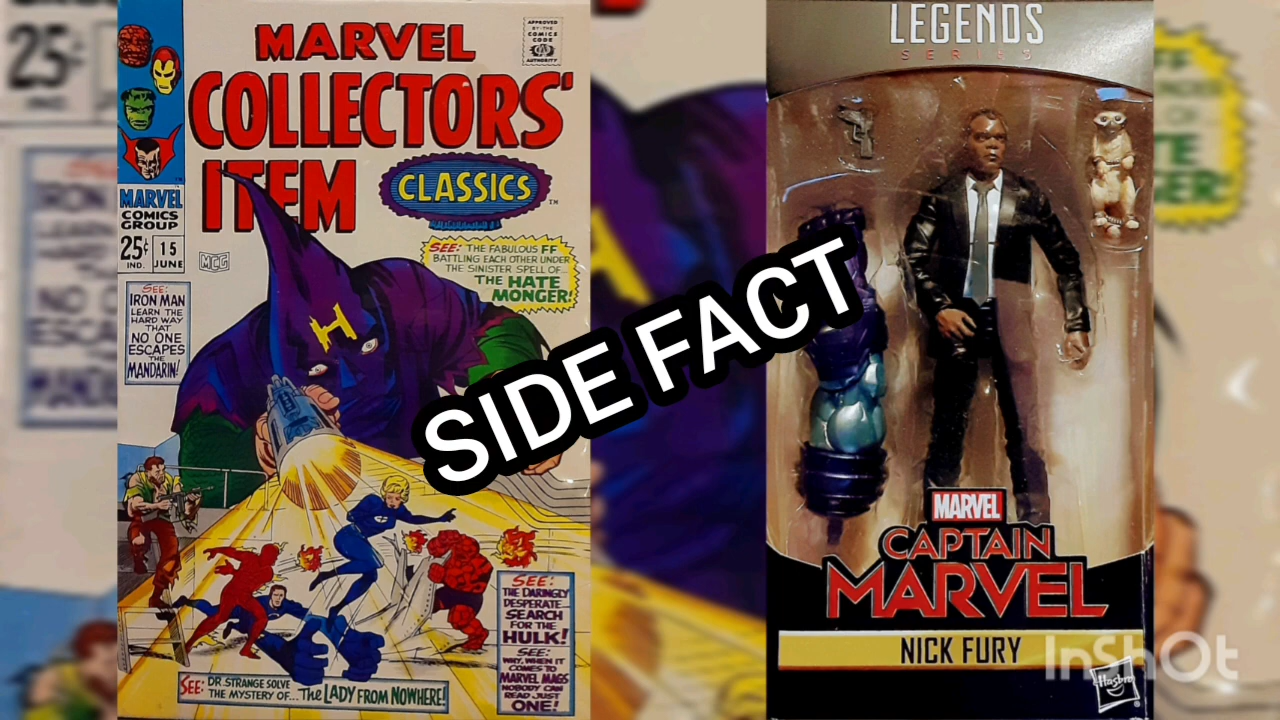 MARVEL
COLLECTORS'
ITEM
CLASSICS
TM
APPROVED
BY THE
COMICS
CODE
AUTHORITY
MARVEL
COMICS
GROUP
25¢
IND.
15
JUNE
MCG
SEE: THE FABULOUS FF
BATTLING EACH OTHER UNDER
THE SINISTER SPELL OF...
THE HATE
MONGER!
SEE:
IRON MAN
LEARN THE
HARD WAY
THAT
NO ONE
ESCAPES
THE
MANDARIN!
H
SEE:
THE DARINGLY
DESPERATE
SEARCH
FOR THE
HULK!
SEE:
WHY, WHEN IT
COMES TO
MARVEL MAGS
NOBODY CAN
READ JUST
ONE!
SEE: DR. STRANGE SOLVE
THE MYSTERY OF... The LADY FROM NOWHERE!
SIDE FACT
LEGENDS
SERIES
MARVEL
CAPTAIN
MARVEL
NICK FURY
Hasbro
InShOt